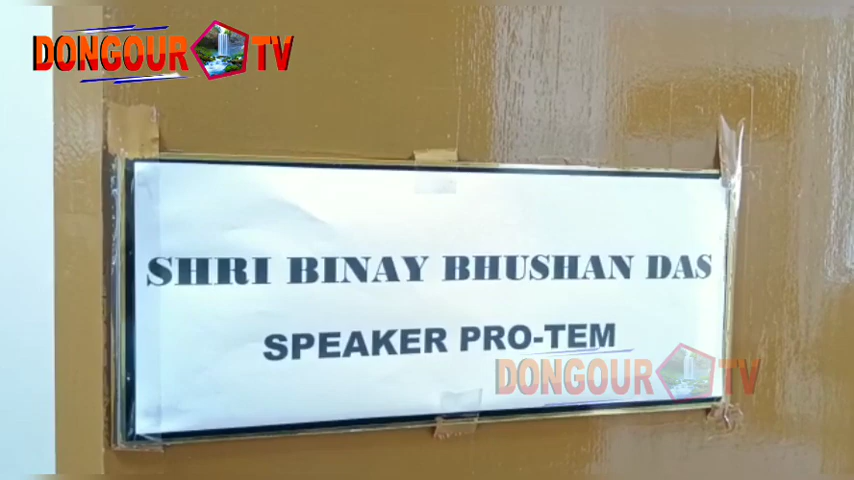 DONGOUR TV
SHRI BINAY BHUSHAN DAS
SPEAKER PRO-TEM
DONGOUR TV